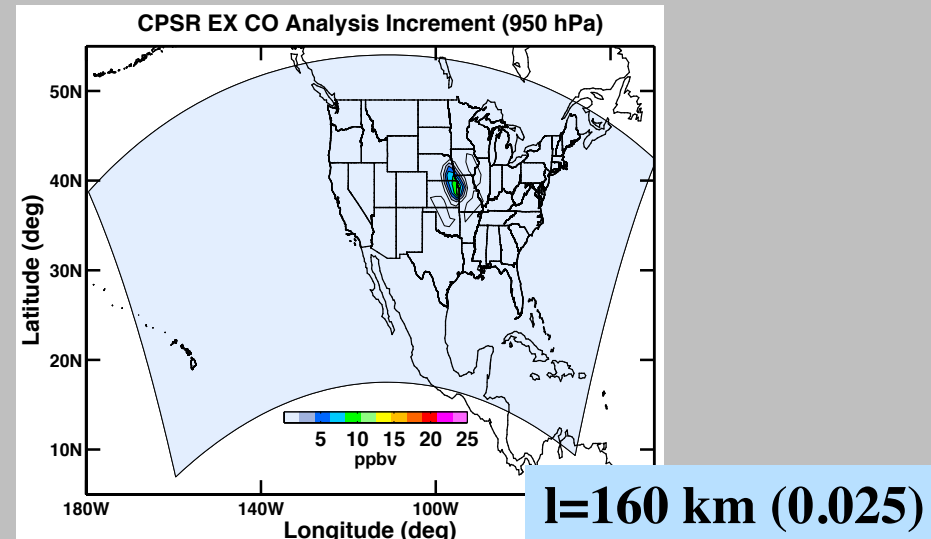 CPSR EX CO Analysis Increment (950 hPa)
50N
40N
30N
20N
10N
Latitude (deg)
5 10 15 20 25
ppbv
180W 140W 100W
Longitude (deg)
l=160 km (0.025)